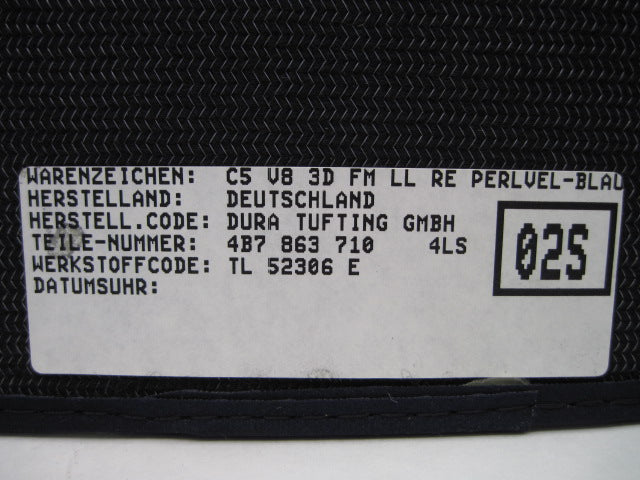 WARENZEICHEN: C5 V8 3D FM LL RE PERLVEL-BLAU
HERSTELLAND: DEUTSCHLAND
HERSTELL.CODE: DURA TUFTING GMBH
TEILE-NUMMER: 4B7 863 710 4LS
WERKSTOFFCODE: TL 52306 E
DATUMSUHR:
02S